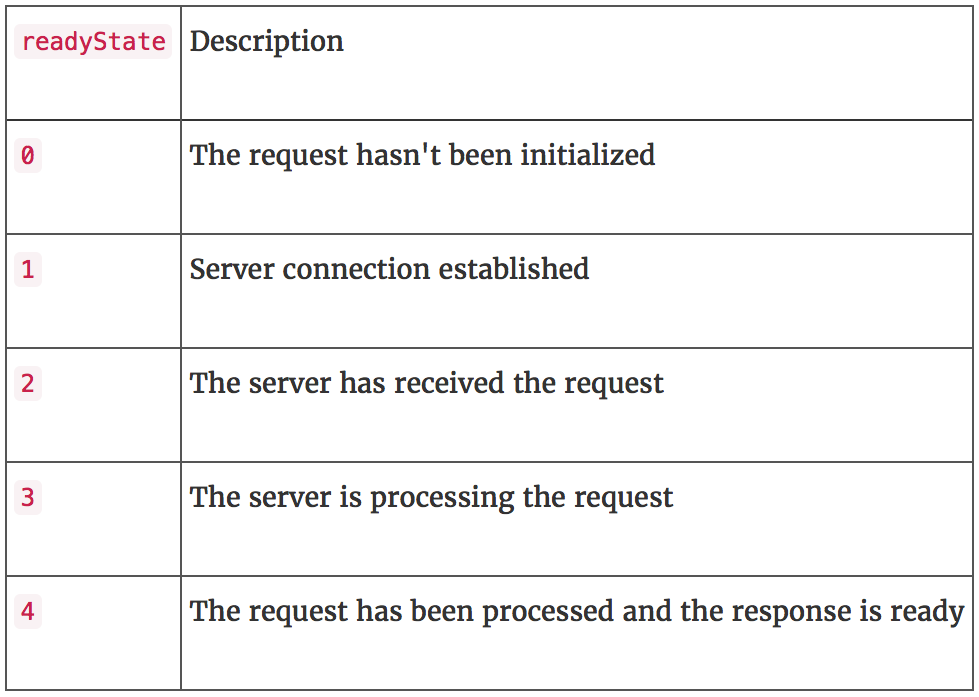 readyState Description
0 The request hasn't been initialized
1 Server connection established
2 The server has received the request
3 The server is processing the request
4 The request has been processed and the response is ready